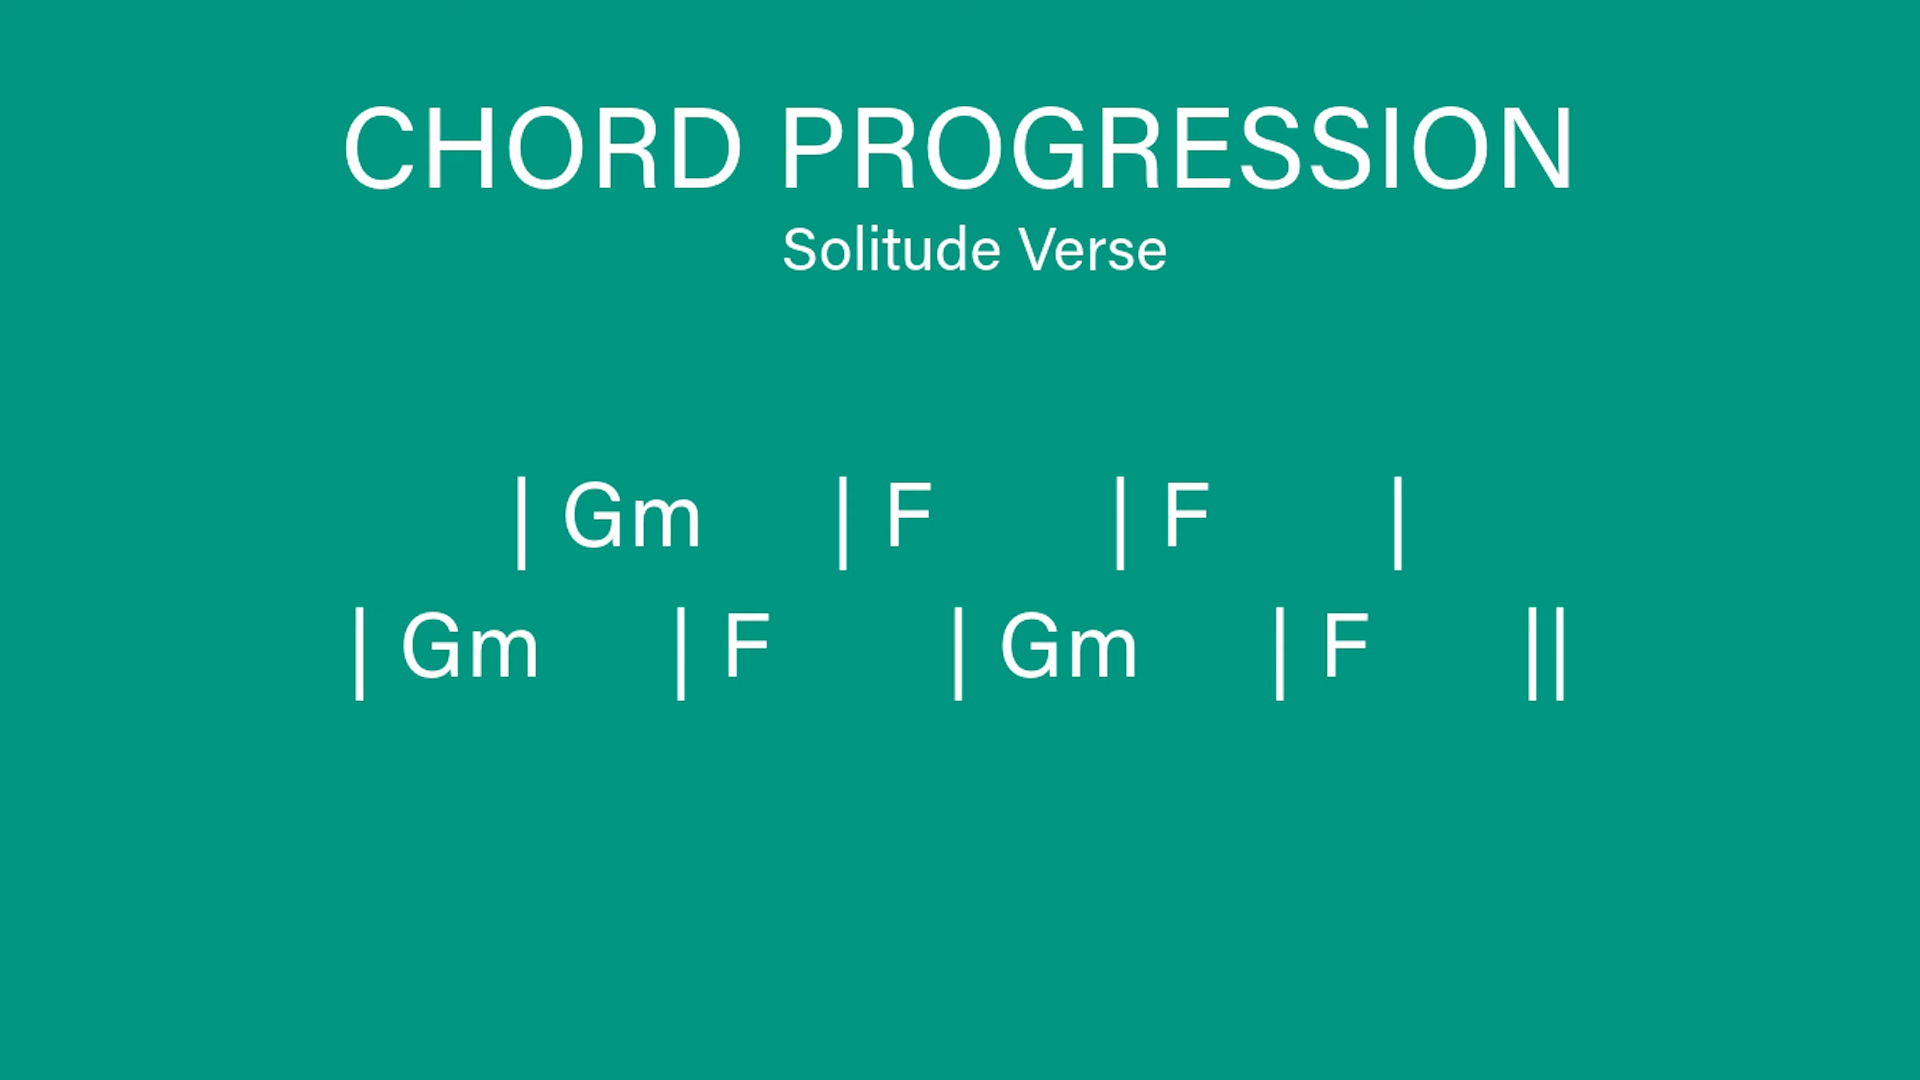 CHORD PROGRESSION
Solitude Verse
| Gm | F | F |
| Gm | F | Gm | F ||